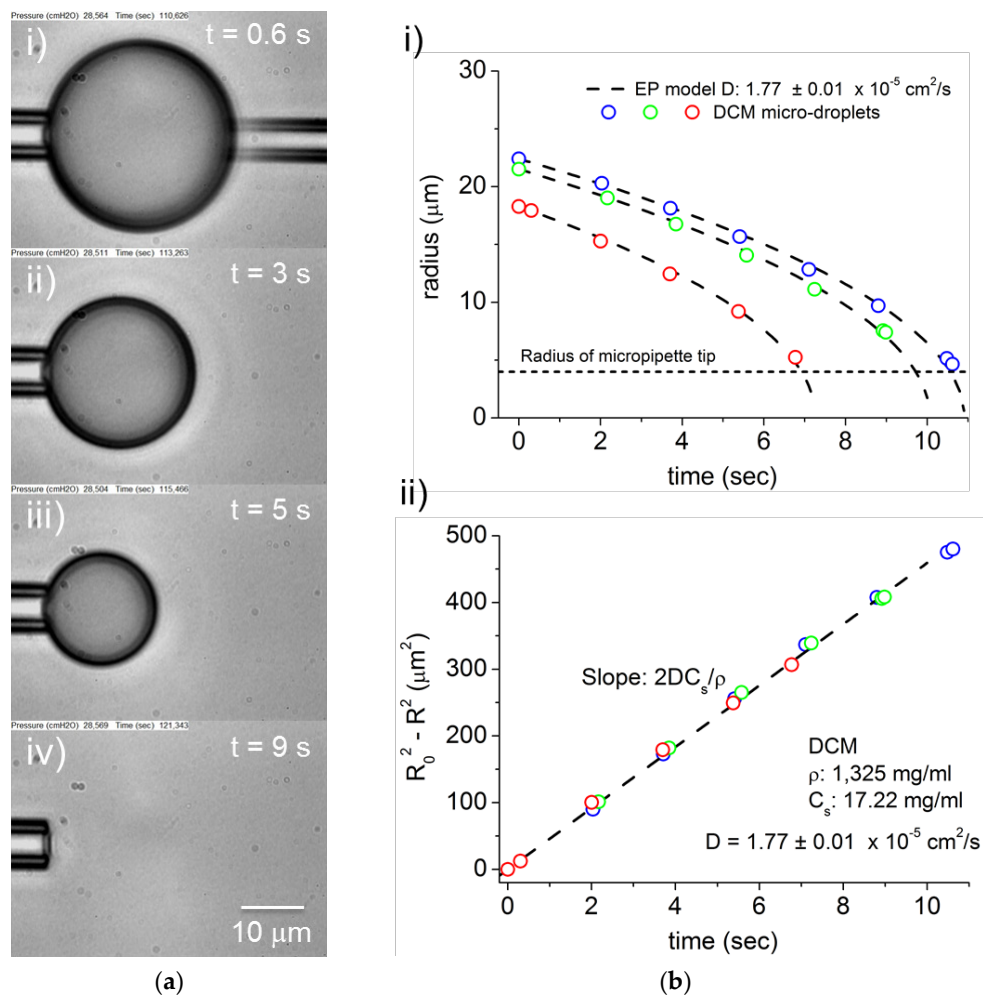 Pressure (cmH2O) 28,564 Time (sec) 110,626
i)
t = 0.6 s
Pressure (cmH2O) 28,511 Time (sec) 113,263
ii)
t = 3 s
Pressure (cmH2O) 28,504 Time (sec) 115,466
iii)
t = 5 s
Pressure (cmH2O) 28,569 Time (sec) 121,343
iv)
t = 9 s
10 μm
(a)
i)
30
20
10
0
radius (μm)
EP model D: 1.77 ± 0.01 x 10⁻⁵ cm²/s
DCM micro-droplets
Radius of micropipette tip
0 2 4 6 8 10
time (sec)
ii)
500
400
300
200
100
0
R₀² - R² (μm²)
Slope: 2DCₛ/ρ
DCM
ρ: 1,325 mg/ml
Cₛ: 17.22 mg/ml
D = 1.77 ± 0.01 x 10⁻⁵ cm²/s
0 2 4 6 8 10
time (sec)
(b)